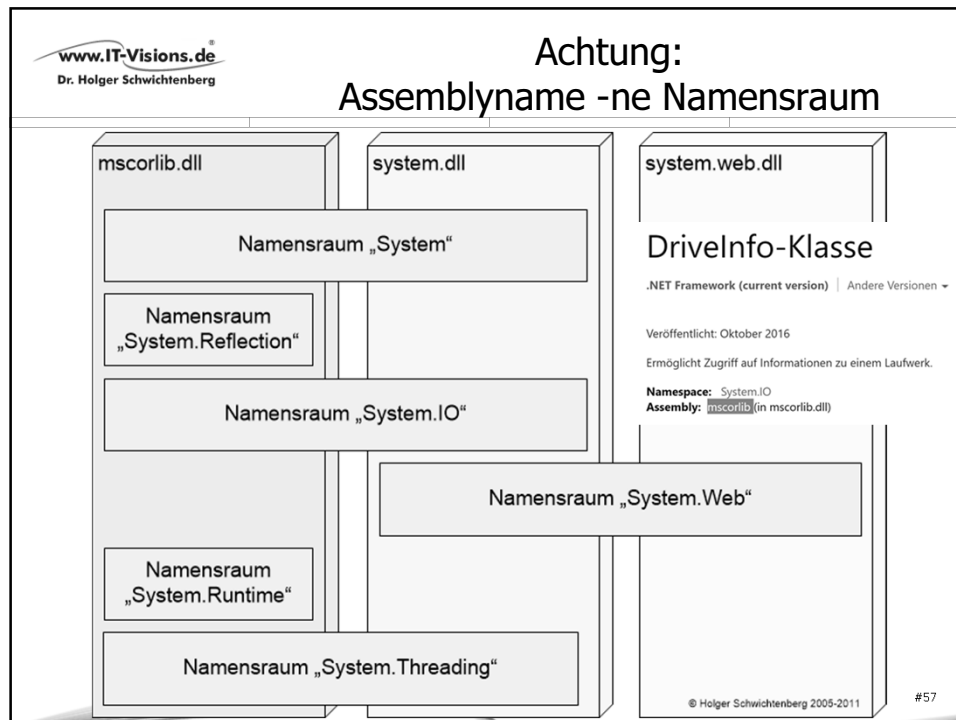 www.IT-Visions.de®
Dr. Holger Schwichtenberg
Achtung:
Assemblyname -ne Namensraum
mscorlib.dll
system.dll
system.web.dll
Namensraum „System“
DriveInfo-Klasse
.NET Framework (current version) | Andere Versionen
Namensraum
„System.Reflection“
Veröffentlicht: Oktober 2016
Ermöglicht Zugriff auf Informationen zu einem Laufwerk.
Namensraum „System.IO“
Namespace: System.IO
Assembly: mscorlib (in mscorlib.dll)
Namensraum „System.Web“
Namensraum
„System.Runtime“
Namensraum „System.Threading“
© Holger Schwichtenberg 2005-2011
#57